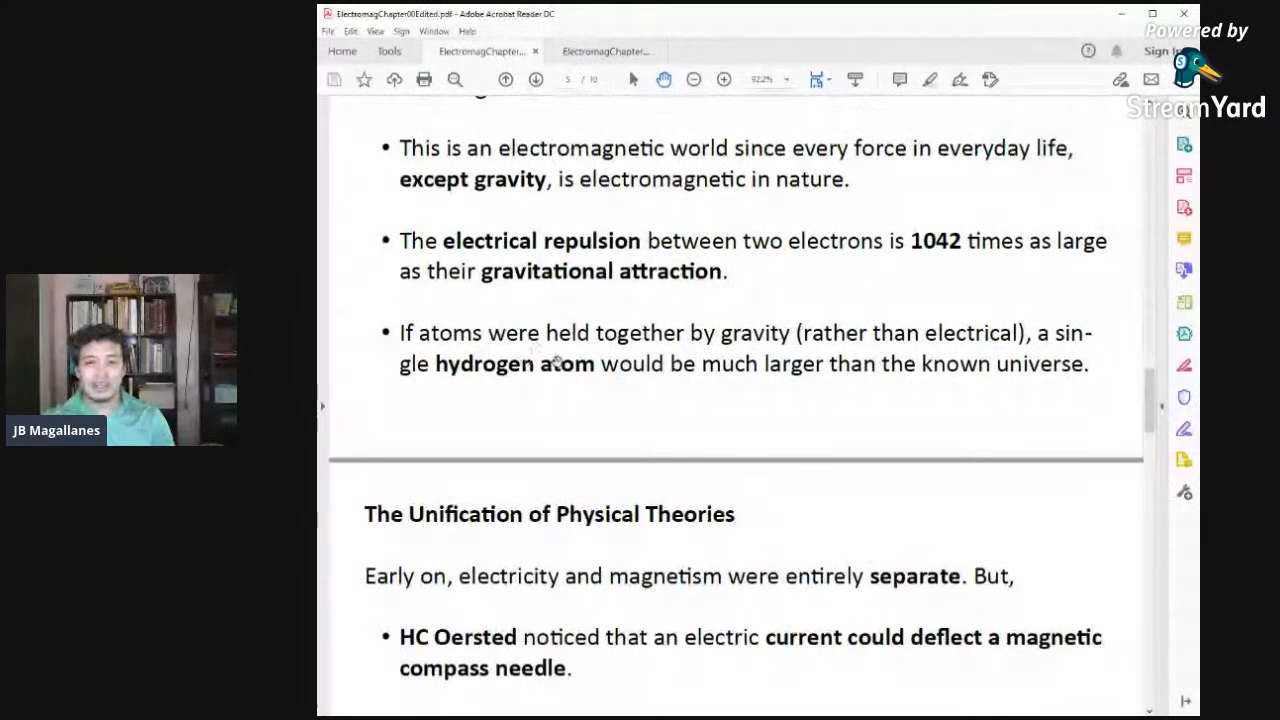 ElectromagChapter00Edited.pdf - Adobe Acrobat Reader DC
File Edit View Sign Window Help
Home Tools ElectromagChapter... × ElectromagChapter... Sign In
5 / 10 92.2%
Powered by
StreamYard
• This is an electromagnetic world since every force in everyday life,
except gravity, is electromagnetic in nature.
• The electrical repulsion between two electrons is 1042 times as large
as their gravitational attraction.
• If atoms were held together by gravity (rather than electrical), a sin-
gle hydrogen atom would be much larger than the known universe.
JB Magallanes
The Unification of Physical Theories
Early on, electricity and magnetism were entirely separate. But,
• HC Oersted noticed that an electric current could deflect a magnetic
compass needle.